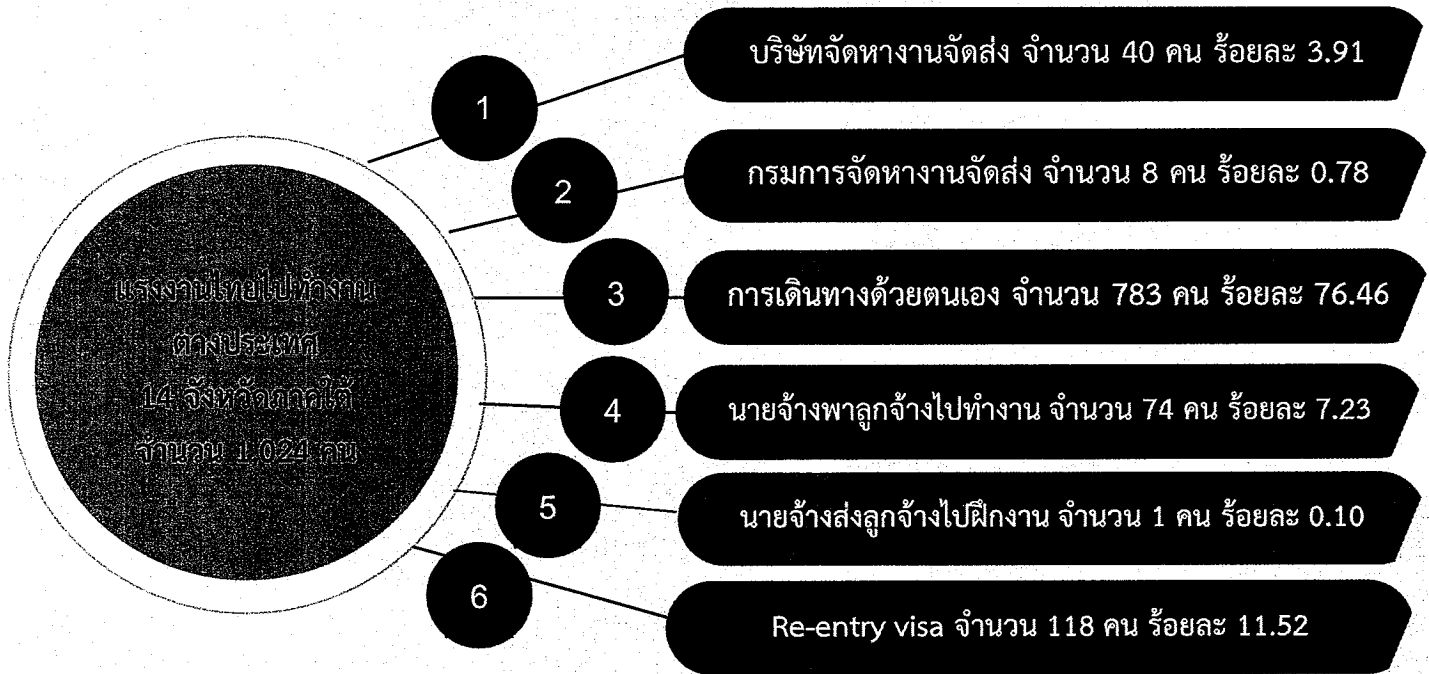 แรงงานไทยไปทำงาน
ต่างประเทศ
14 จังหวัดภาคใต้
จำนวน 1,024 คน
1
บริษัทจัดหางานจัดส่ง จำนวน 40 คน ร้อยละ 3.91
2
กรมการจัดหางานจัดส่ง จำนวน 8 คน ร้อยละ 0.78
3
การเดินทางด้วยตนเอง จำนวน 783 คน ร้อยละ 76.46
4
นายจ้างพาลูกจ้างไปทำงาน จำนวน 74 คน ร้อยละ 7.23
5
นายจ้างส่งลูกจ้างไปฝึกงาน จำนวน 1 คน ร้อยละ 0.10
6
Re-entry visa จำนวน 118 คน ร้อยละ 11.52